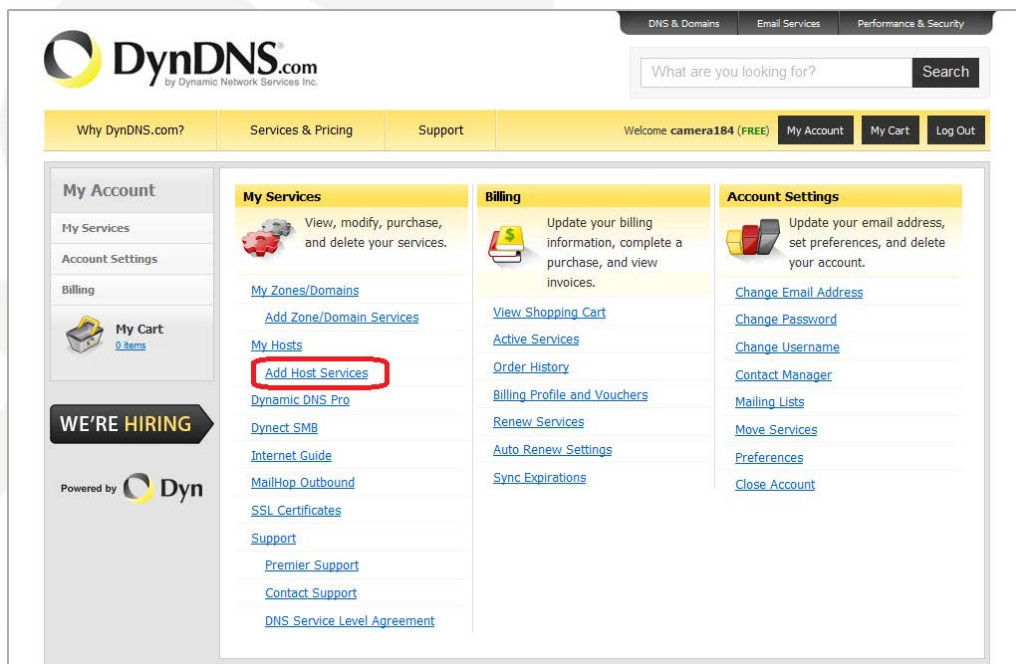 DNS & Domains
Email Services
Performance & Security
DynDNS.com
by Dynamic Network Services Inc.
What are you looking for?
Search
Why DynDNS.com?
Services & Pricing
Support
Welcome camera184 (FREE)
My Account
My Cart
Log Out
My Account
My Services
Account Settings
Billing
My Cart
0 items
WE'RE HIRING
Powered by Dyn
My Services
View, modify, purchase,
and delete your services.
My Zones/Domains
Add Zone/Domain Services
My Hosts
Add Host Services
Dynamic DNS Pro
Dynect SMB
Internet Guide
MailHop Outbound
SSL Certificates
Support
Premier Support
Contact Support
DNS Service Level Agreement
Billing
Update your billing
information, complete a
purchase, and view
invoices.
View Shopping Cart
Active Services
Order History
Billing Profile and Vouchers
Renew Services
Auto Renew Settings
Sync Expirations
Account Settings
Update your email address,
set preferences, and delete
your account.
Change Email Address
Change Password
Change Username
Contact Manager
Mailing Lists
Move Services
Preferences
Close Account